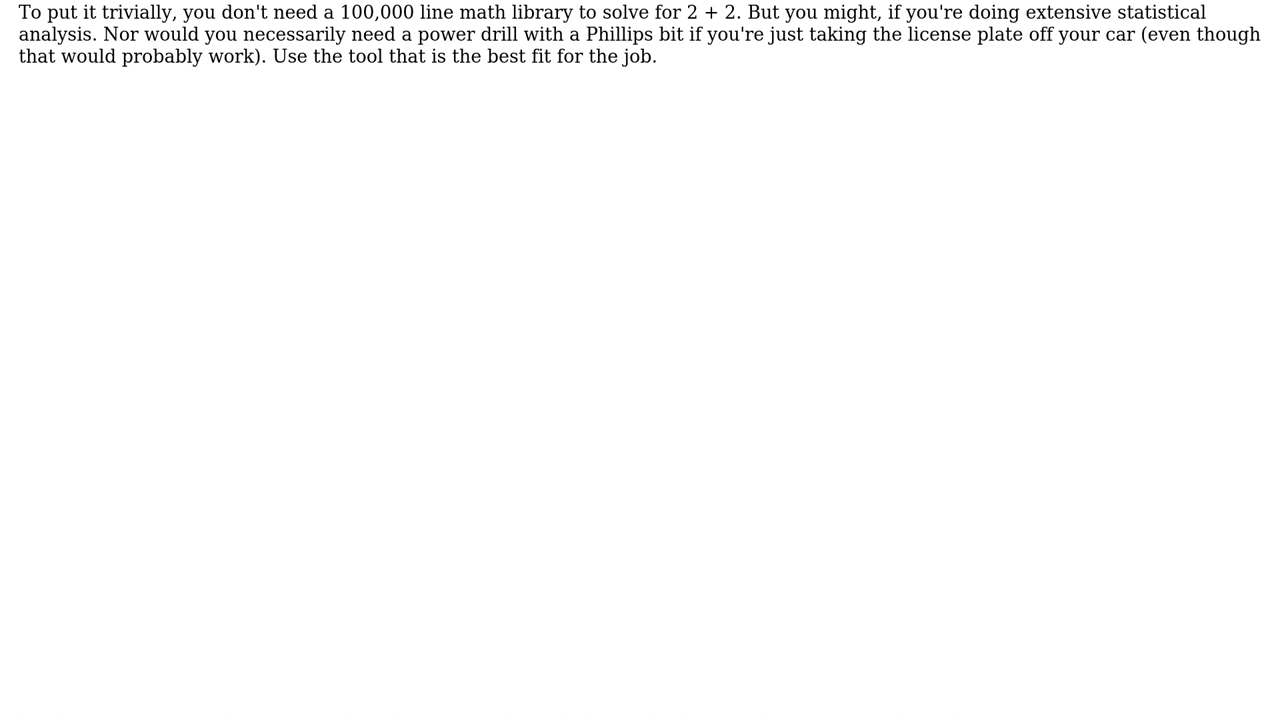 To put it trivially, you don't need a 100,000 line math library to solve for 2 + 2. But you might, if you're doing extensive statistical
analysis. Nor would you necessarily need a power drill with a Phillips bit if you're just taking the license plate off your car (even though
that would probably work). Use the tool that is the best fit for the job.